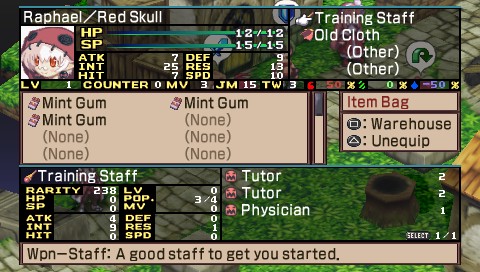 Raphael／Red Skull
HP 12/12
SP 15/15
ATK 7 DEF 9
INT 25 RES 13
HIT 7 SPD 10
Training Staff
Old Cloth
(Other)
(Other)
LV 1 COUNTER 0 MV 3 JM 15 TW 3 50 % 0 % -50 %
Mint Gum Mint Gum
Mint Gum (None)
(None) (None)
(None) (None)
Item Bag
□: Warehouse
△: Unequip
Training Staff
RARITY 238 LV 0
HP 0 POP. 3/4
SP 0 MV 0
ATK 4 DEF 0
INT 9 RES 1
HIT 0 SPD 0
Tutor 2
Tutor 2
Physician 1
SELECT 1/1
Wpn-Staff: A good staff to get you started.